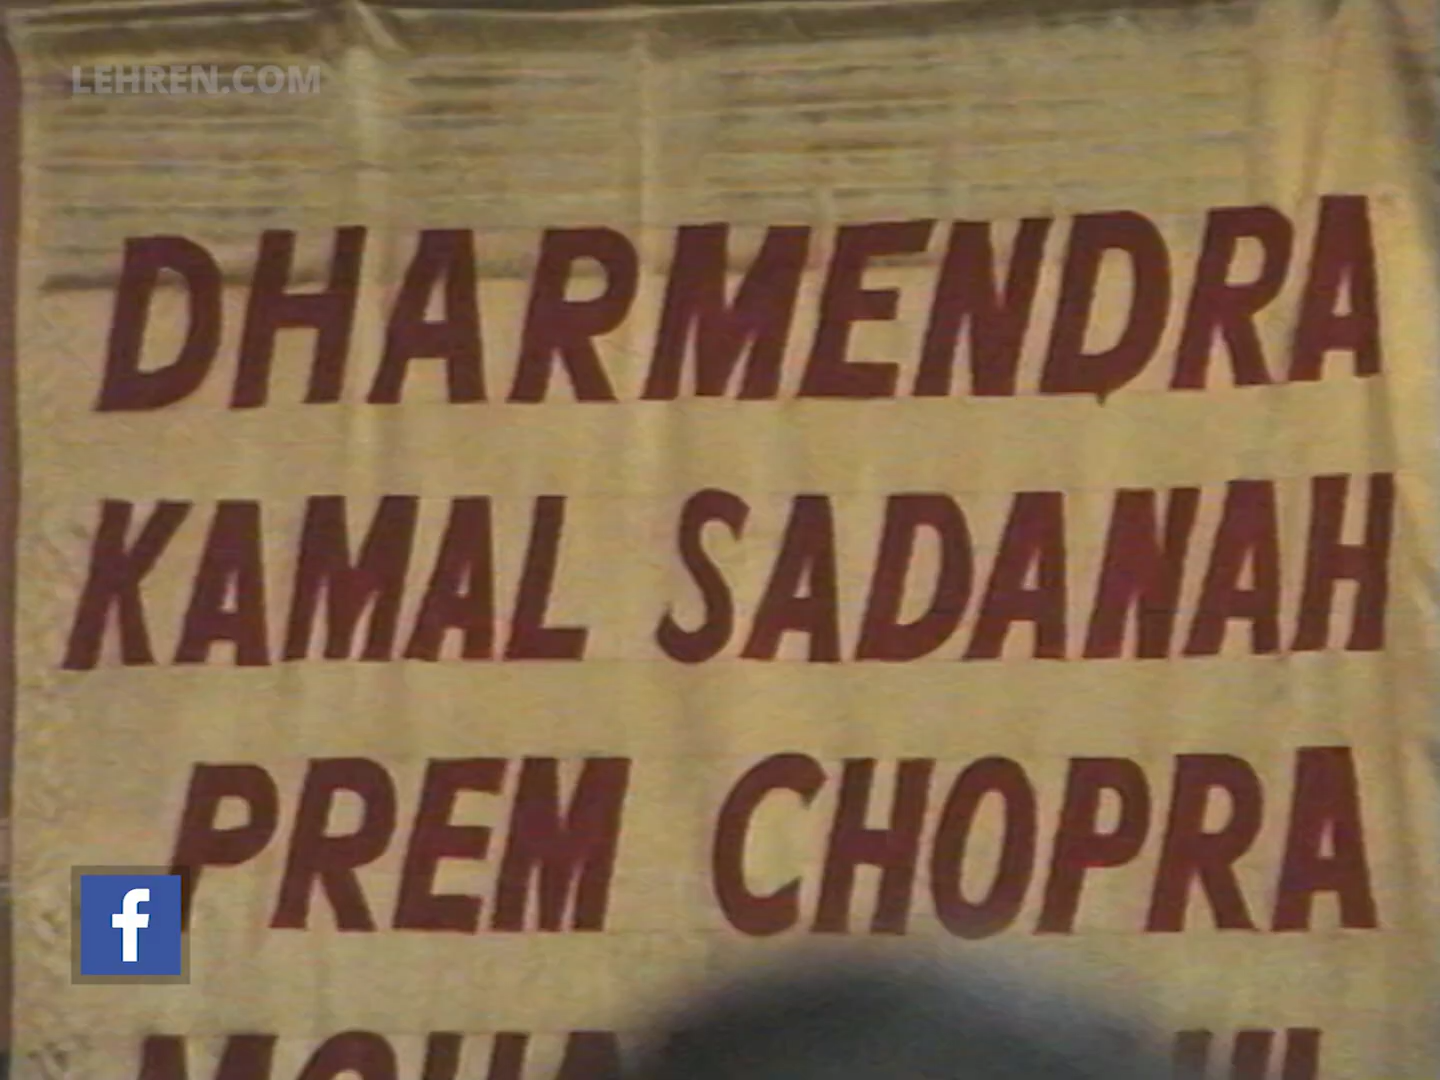 LEHREN.COM
DHARMENDRA
KAMAL SADANAH
PREM CHOPRA
f